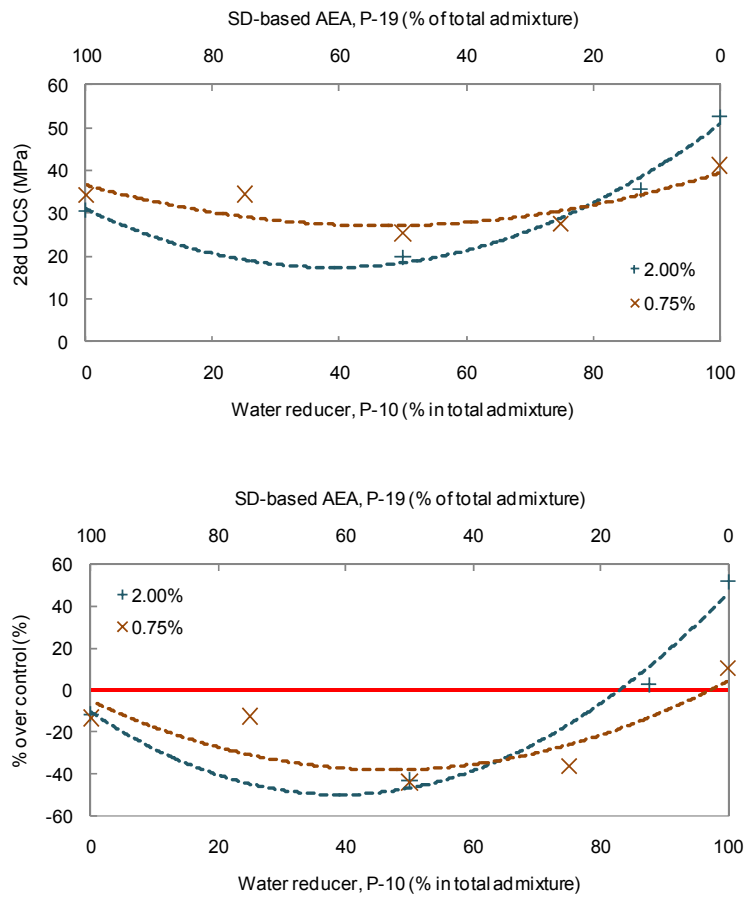 SD-based AEA, P-19 (% of total admixture)
100 80 60 40 20 0
60
50
40
30
20
10
0
28d UUCS (MPa)
2.00%
0.75%
0 20 40 60 80 100
Water reducer, P-10 (% in total admixture)
SD-based AEA, P-19 (% of total admixture)
100 80 60 40 20 0
60
40
20
0
-20
-40
-60
% over control (%)
2.00%
0.75%
0 20 40 60 80 100
Water reducer, P-10 (% in total admixture)